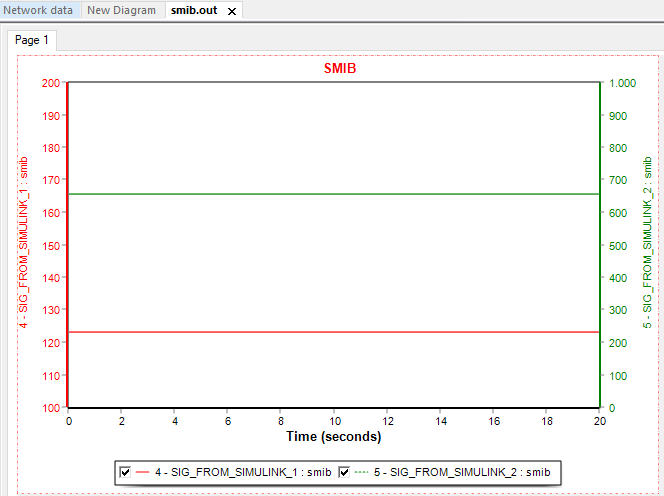 Network data New Diagram smib.out
Page 1
SMIB
200 1.000
190 900
180 800
170 700
160 600
150 500
140 400
130 300
120 200
110 100
100 0
4 - SIG_FROM_SIMULINK_1 : smib
5 - SIG_FROM_SIMULINK_2 : smib
0 2 4 6 8 10 12 14 16 18 20
Time (seconds)
4 - SIG_FROM_SIMULINK_1 : smib 5 - SIG_FROM_SIMULINK_2 : smib